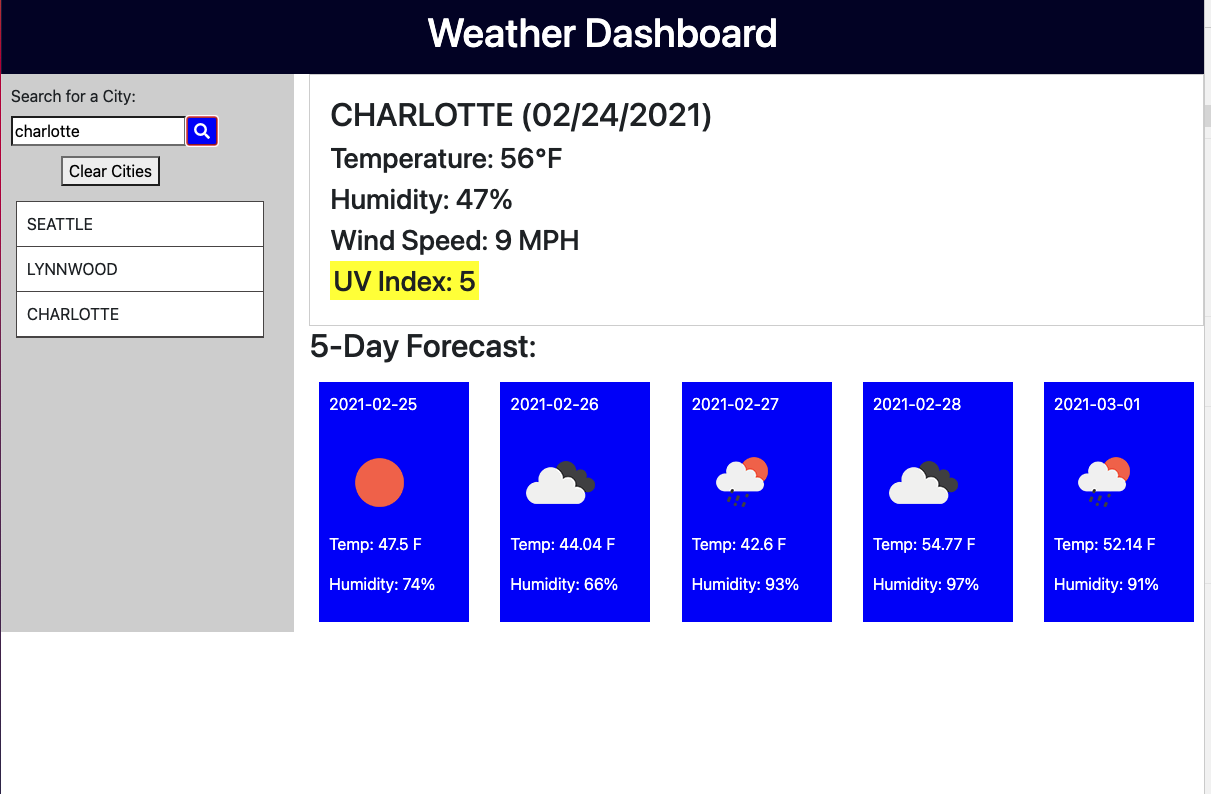 Weather Dashboard
Search for a City:
charlotte
Clear Cities
SEATTLE
LYNNWOOD
CHARLOTTE
CHARLOTTE (02/24/2021)
Temperature: 56°F
Humidity: 47%
Wind Speed: 9 MPH
UV Index: 5
5-Day Forecast:
2021-02-25
Temp: 47.5 F
Humidity: 74%
2021-02-26
Temp: 44.04 F
Humidity: 66%
2021-02-27
Temp: 42.6 F
Humidity: 93%
2021-02-28
Temp: 54.77 F
Humidity: 97%
2021-03-01
Temp: 52.14 F
Humidity: 91%